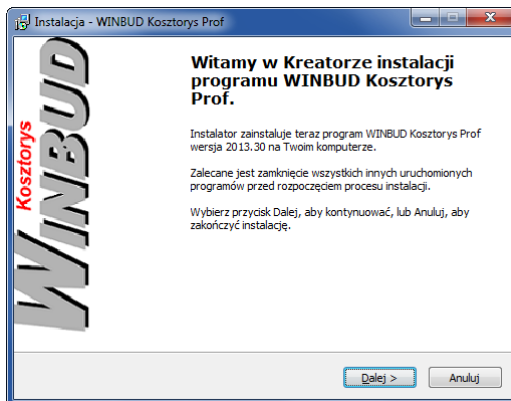 Instalacja - WINBUD Kosztorys Prof
Kosztorys
WINBUD
Witamy w Kreatorze instalacji
programu WINBUD Kosztorys
Prof.
Instalator zainstaluje teraz program WINBUD Kosztorys Prof
wersja 2013.30 na Twoim komputerze.
Zalecane jest zamknięcie wszystkich innych uruchomionych
programów przed rozpoczęciem procesu instalacji.
Wybierz przycisk Dalej, aby kontynuować, lub Anuluj, aby
zakończyć instalację.
Dalej >
Anuluj